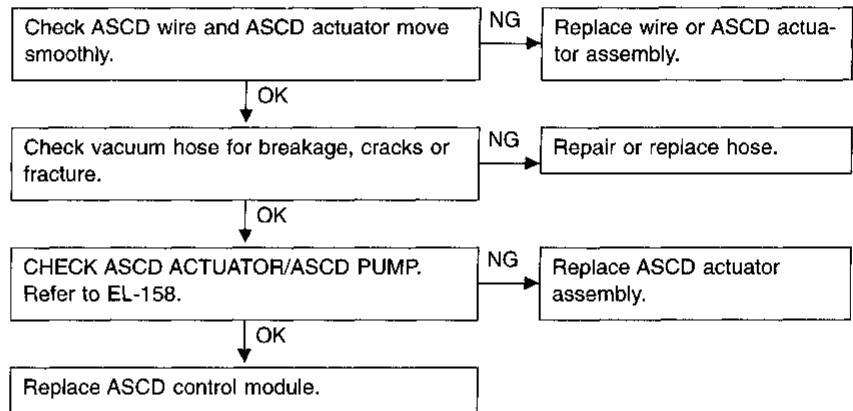 Check ASCD wire and ASCD actuator move
smoothly.
NG
Replace wire or ASCD actua-
tor assembly.
OK
Check vacuum hose for breakage, cracks or
fracture.
NG
Repair or replace hose.
OK
CHECK ASCD ACTUATOR/ASCD PUMP.
Refer to EL-158.
NG
Replace ASCD actuator
assembly.
OK
Replace ASCD control module.